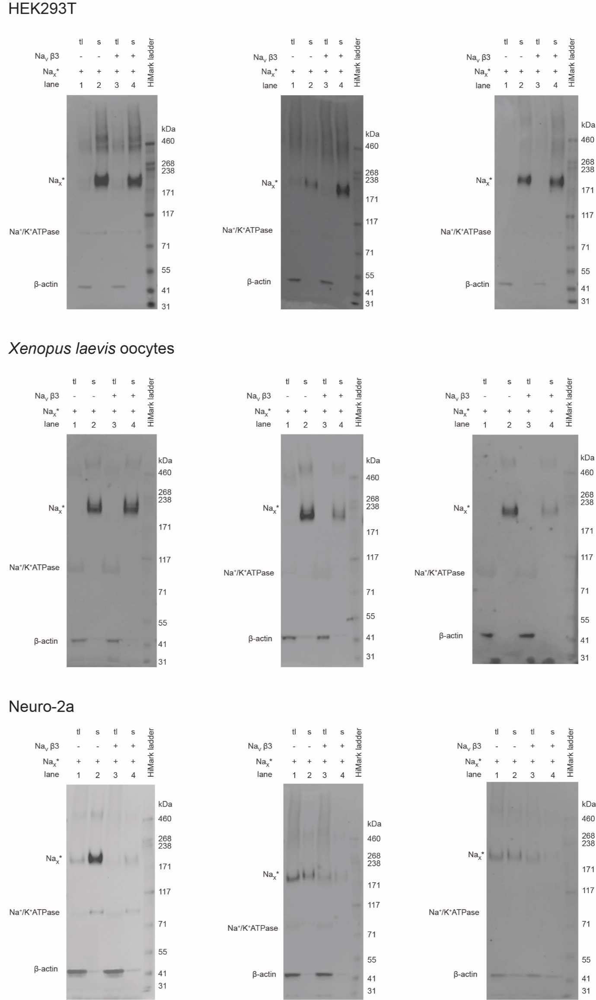 HEK293T
tl s tl s HiMark ladder
Naᵥ β3 - - + +
Naₓ* + + + +
lane 1 2 3 4
kDa
460
268
238
Naₓ*
171
117
Na⁺/K⁺ATPase
71
55
β-actin
41
31
tl s tl s HiMark ladder
Naᵥ β3 - - + +
Naₓ* + + + +
lane 1 2 3 4
kDa
460
268
238
Naₓ*
171
117
Na⁺/K⁺ATPase
71
55
β-actin
41
31
tl s tl s HiMark ladder
Naᵥ β3 - - + +
Naₓ* + + + +
lane 1 2 3 4
kDa
460
268
238
Naₓ*
171
117
Na⁺/K⁺ATPase
71
55
β-actin
41
31
Xenopus laevis oocytes
tl s tl s HiMark ladder
Naᵥ β3 - - + +
Naₓ* + + + +
lane 1 2 3 4
kDa
460
268
238
Naₓ*
171
117
Na⁺/K⁺ATPase
71
55
β-actin
41
31
tl s tl s HiMark ladder
Naᵥ β3 - - + +
Naₓ* + + + +
lane 1 2 3 4
kDa
460
268
238
Naₓ*
171
117
Na⁺/K⁺ATPase
71
55
β-actin
41
31
tl s tl s HiMark ladder
Naᵥ β3 - - + +
Naₓ* + + + +
lane 1 2 3 4
kDa
460
268
238
Naₓ*
171
117
Na⁺/K⁺ATPase
71
55
β-actin
41
31
Neuro-2a
tl s tl s HiMark ladder
Naᵥ β3 - - + +
Naₓ* + + + +
lane 1 2 3 4
kDa
460
268
238
Naₓ*
171
117
Na⁺/K⁺ATPase
71
55
β-actin
41
31
tl s tl s HiMark ladder
Naᵥ β3 - - + +
Naₓ* + + + +
lane 1 2 3 4
kDa
460
268
238
Naₓ*
171
117
Na⁺/K⁺ATPase
71
55
β-actin
41
31
tl s tl s HiMark ladder
Naᵥ β3 - - + +
Naₓ* + + + +
lane 1 2 3 4
kDa
460
268
238
Naₓ*
171
117
Na⁺/K⁺ATPase
71
55
β-actin
41
31